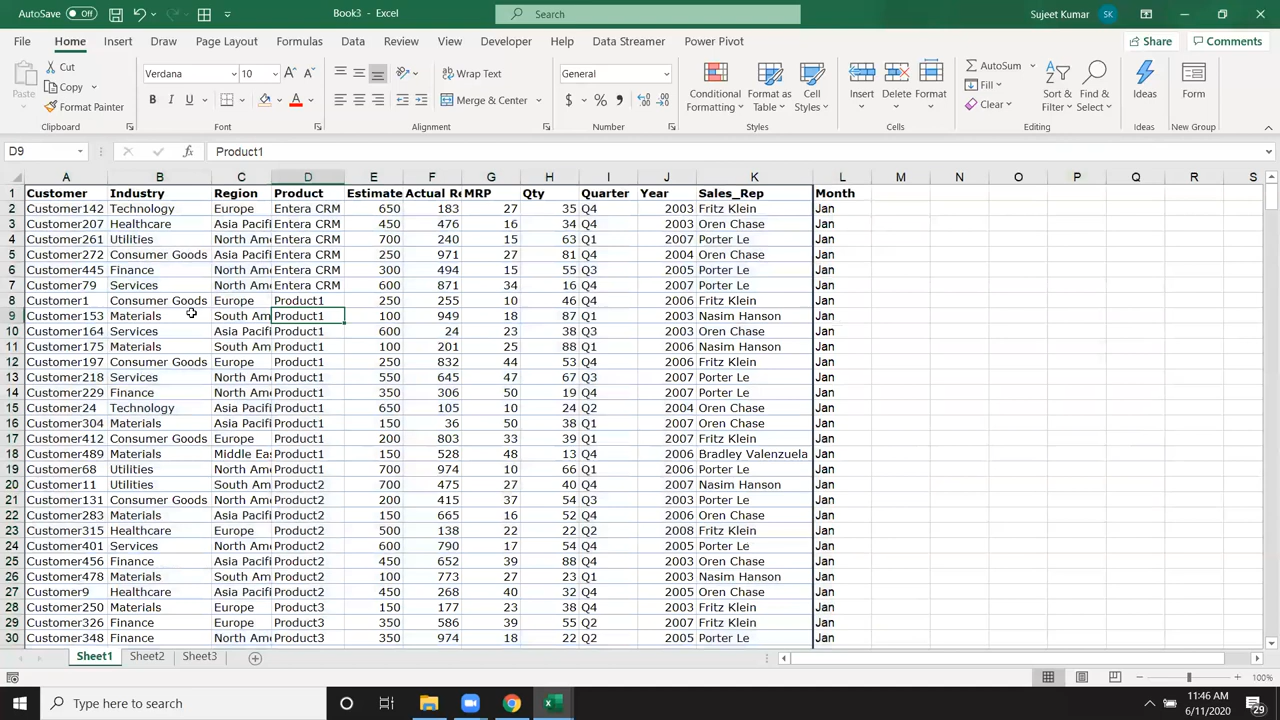 AutoSave Off Book3 - Excel Search Sujeet Kumar SK
File Home Insert Draw Page Layout Formulas Data Review View Developer Help Data Streamer Power Pivot Share Comments
Paste Cut Copy Format Painter Clipboard
Verdana 10 B I U A Font
Wrap Text Merge & Center Alignment
General $ % Number
Conditional Formatting Format as Table Cell Styles Styles
Insert Delete Format Cells
AutoSum Fill Clear Sort & Filter Find & Select Editing
Ideas Ideas
Form New Group
D9 fx Product1
A B C D E F G H I J K L M N O P Q R S
1 Customer Industry Region Product Estimate Actual Re MRP Qty Quarter Year Sales_Rep Month
2 Customer142 Technology Europe Entera CRM 650 183 27 35 Q4 2003 Fritz Klein Jan
3 Customer207 Healthcare Asia Pacifi Entera CRM 450 476 16 34 Q4 2003 Oren Chase Jan
4 Customer261 Utilities North Ame Entera CRM 700 240 15 63 Q1 2007 Porter Le Jan
5 Customer272 Consumer Goods Asia Pacifi Entera CRM 250 971 27 81 Q4 2004 Oren Chase Jan
6 Customer445 Finance North Ame Entera CRM 300 494 15 55 Q3 2005 Porter Le Jan
7 Customer79 Services North Ame Entera CRM 600 871 34 16 Q4 2007 Porter Le Jan
8 Customer1 Consumer Goods Europe Product1 250 255 10 46 Q4 2006 Fritz Klein Jan
9 Customer153 Materials South Am Product1 100 949 18 87 Q1 2003 Nasim Hanson Jan
10 Customer164 Services Asia Pacifi Product1 600 24 23 38 Q3 2003 Oren Chase Jan
11 Customer175 Materials South Am Product1 100 201 25 88 Q1 2006 Nasim Hanson Jan
12 Customer197 Consumer Goods Europe Product1 250 832 44 53 Q4 2006 Fritz Klein Jan
13 Customer218 Services North Ame Product1 550 645 47 67 Q3 2007 Porter Le Jan
14 Customer229 Finance North Ame Product1 350 306 50 19 Q4 2007 Porter Le Jan
15 Customer24 Technology Asia Pacifi Product1 650 105 10 24 Q2 2004 Oren Chase Jan
16 Customer304 Materials Asia Pacifi Product1 150 36 50 38 Q1 2007 Oren Chase Jan
17 Customer412 Consumer Goods Europe Product1 200 803 33 39 Q1 2007 Fritz Klein Jan
18 Customer489 Materials Middle Eas Product1 150 528 48 13 Q4 2006 Bradley Valenzuela Jan
19 Customer68 Utilities North Ame Product1 700 974 10 66 Q1 2006 Porter Le Jan
20 Customer11 Utilities South Am Product2 700 475 27 40 Q4 2007 Nasim Hanson Jan
21 Customer131 Consumer Goods North Ame Product2 200 415 37 54 Q3 2003 Porter Le Jan
22 Customer283 Materials Asia Pacifi Product2 150 665 16 52 Q4 2006 Oren Chase Jan
23 Customer315 Healthcare Europe Product2 500 138 22 22 Q2 2008 Fritz Klein Jan
24 Customer401 Services North Ame Product2 600 790 17 54 Q4 2005 Porter Le Jan
25 Customer456 Finance Asia Pacifi Product2 450 652 39 88 Q4 2005 Oren Chase Jan
26 Customer478 Materials South Am Product2 100 773 27 23 Q1 2003 Nasim Hanson Jan
27 Customer9 Healthcare Asia Pacifi Product2 450 268 40 32 Q4 2005 Oren Chase Jan
28 Customer250 Materials Europe Product3 150 177 23 38 Q4 2003 Fritz Klein Jan
29 Customer326 Finance Europe Product3 350 586 39 55 Q2 2003 Fritz Klein Jan
30 Customer348 Finance North Ame Product3 350 974 18 22 Q2 2005 Porter Le Jan
Sheet1 Sheet2 Sheet3
100%
Type here to search
11:46 AM
6/11/2020
29